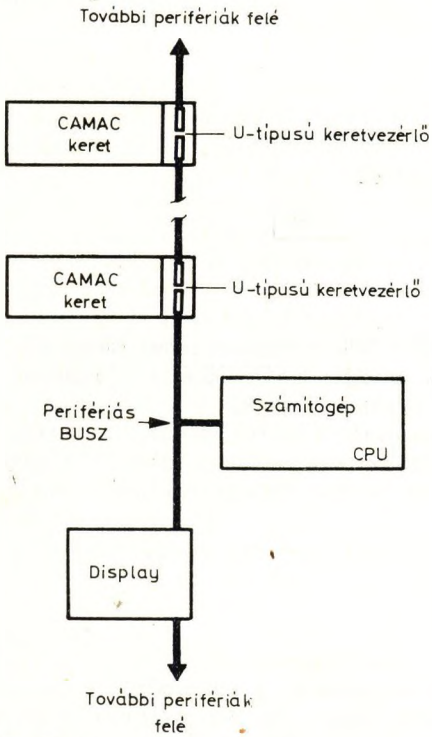 További perifériák felé
CAMAC
keret
U-típusú keretvezérlő
CAMAC
keret
U-típusú keretvezérlő
Perifériás
BUSZ
Számítógép
CPU
Display
További perifériák
felé